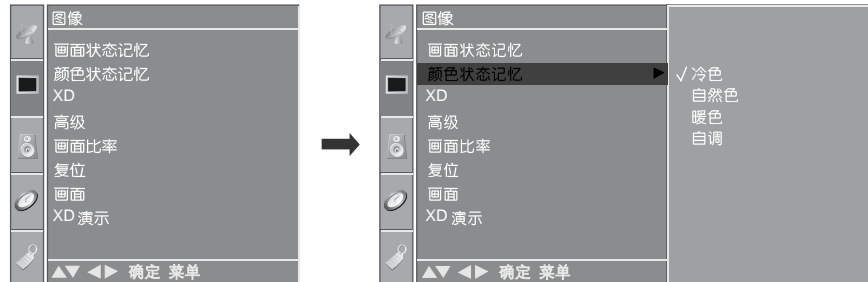 图像
画面状态记忆
颜色状态记忆
XD
高级
画面比率
复位
画面
XD 演示
▲▼ ◀▶ 确定 菜单
图像
画面状态记忆
颜色状态记忆 ▶
XD
高级
画面比率
复位
画面
XD 演示
▲▼ ◀▶ 确定 菜单
√ 冷色
自然色
暖色
自调